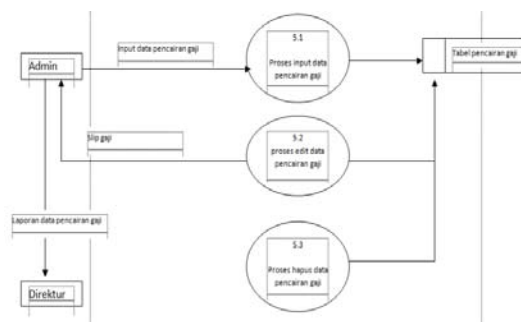 Input data pencairan gaji
5.1
Proses input data
pencairan gaji
Tabel pencairan gaji
Admin
Slip gaji
5.2
proses edit data
pencairan gaji
Laporan data pencairan gaji
5.3
Proses hapus data
pencairan gaji
Direktur